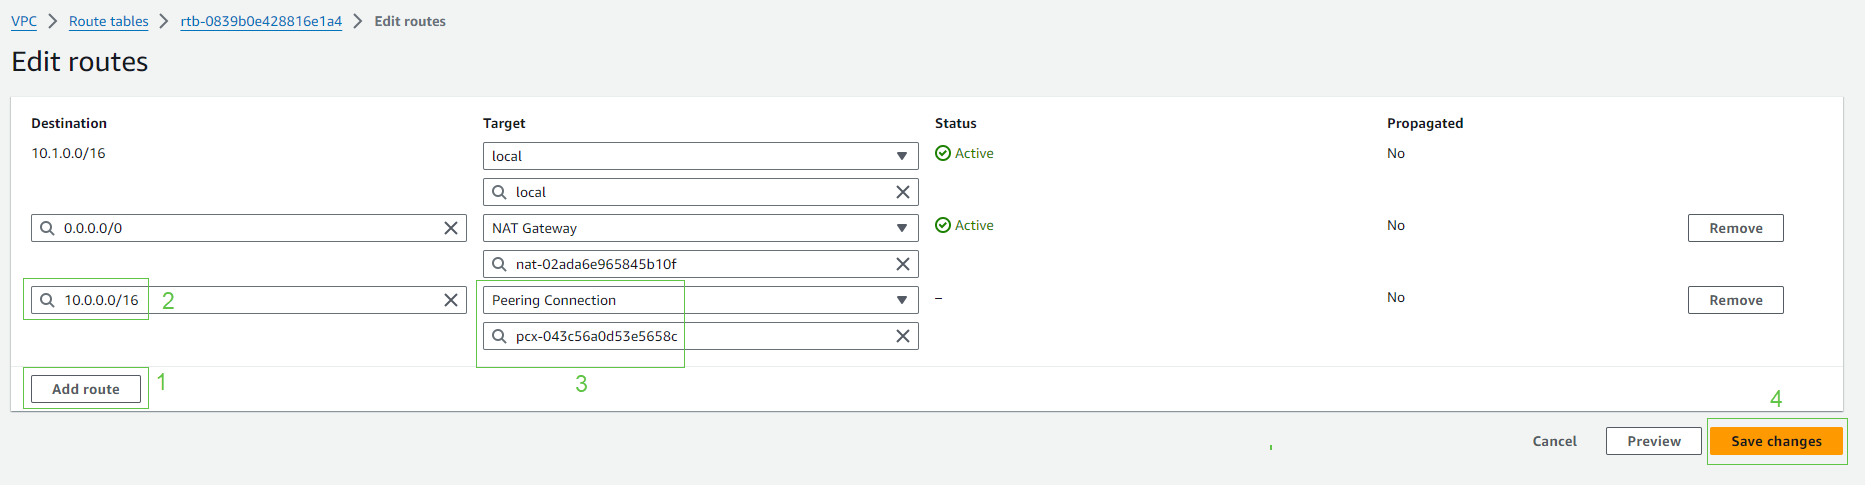 VPC > Route tables > rtb-0839b0e428816e1a4 > Edit routes
Edit routes
Destination Target Status Propagated
10.1.0.0/16 local Active No
local
0.0.0.0/0 NAT Gateway Active No Remove
nat-02ada6e965845b10f
10.0.0.0/16 2 Peering Connection – No Remove
pcx-043c56a0d53e5658c
Add route 1 3
4
Cancel Preview Save changes